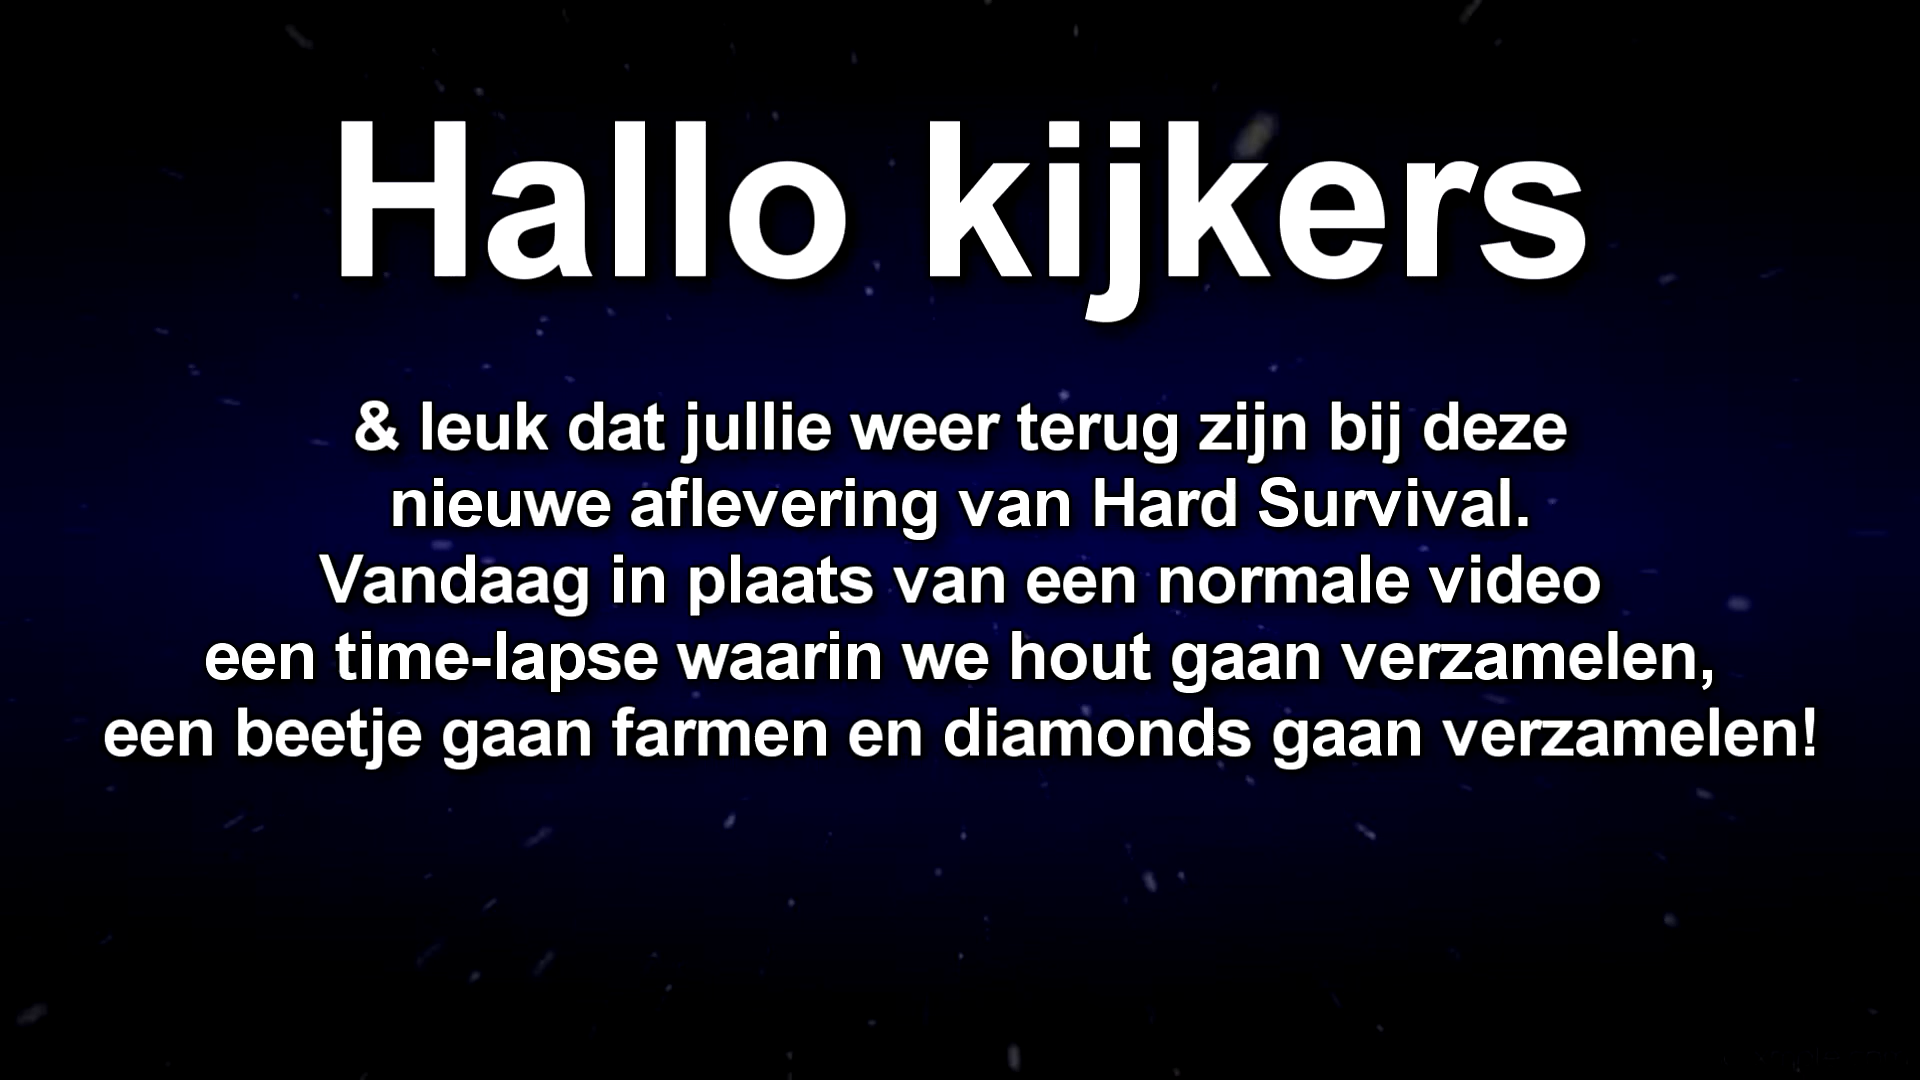 Hallo kijkers
& leuk dat jullie weer terug zijn bij deze
nieuwe aflevering van Hard Survival.
Vandaag in plaats van een normale video
een time-lapse waarin we hout gaan verzamelen,
een beetje gaan farmen en diamonds gaan verzamelen!